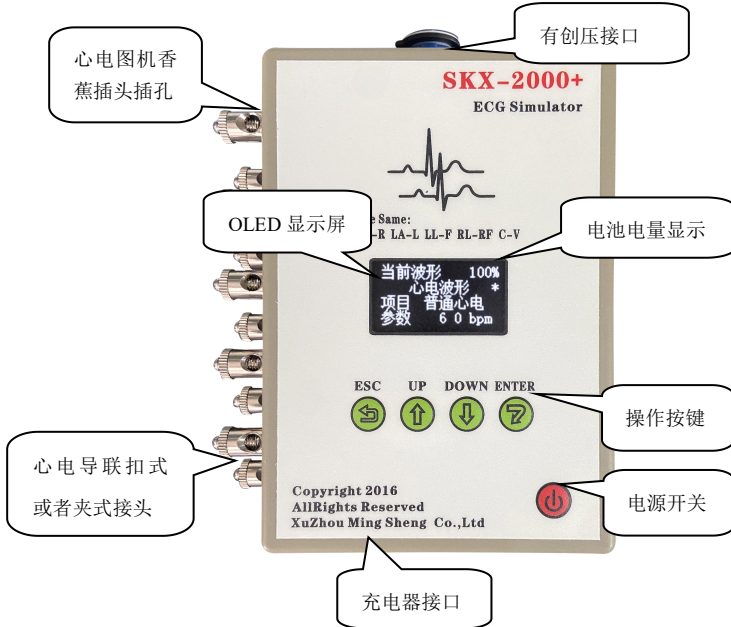 心电图机香
蕉插头插孔
有创压接口
SKX-2000+
ECG Simulator
OLED 显示屏
Same:
-R LA-L LL-F RL-RF C-V
电池电量显示
当前波形 100%
心电波形 *
项目 普通心电
参数 6 0 bpm
ESC UP DOWN ENTER
操作按键
心电导联扣式
或者夹式接头
电源开关
Copyright 2016
AllRights Reserved
XuZhou Ming Sheng Co.,Ltd
充电器接口